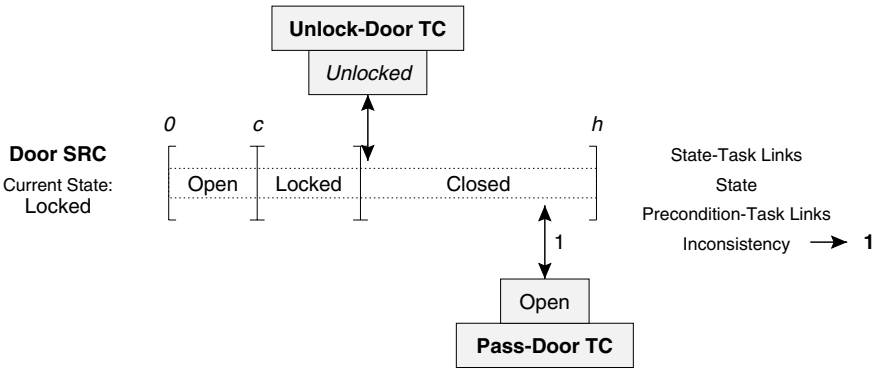 Unlock-Door TC
Unlocked
0 c h
Door SRC
Current State:
Locked
Open Locked Closed
State-Task Links
State
Precondition-Task Links
Inconsistency 1
1
Open
Pass-Door TC